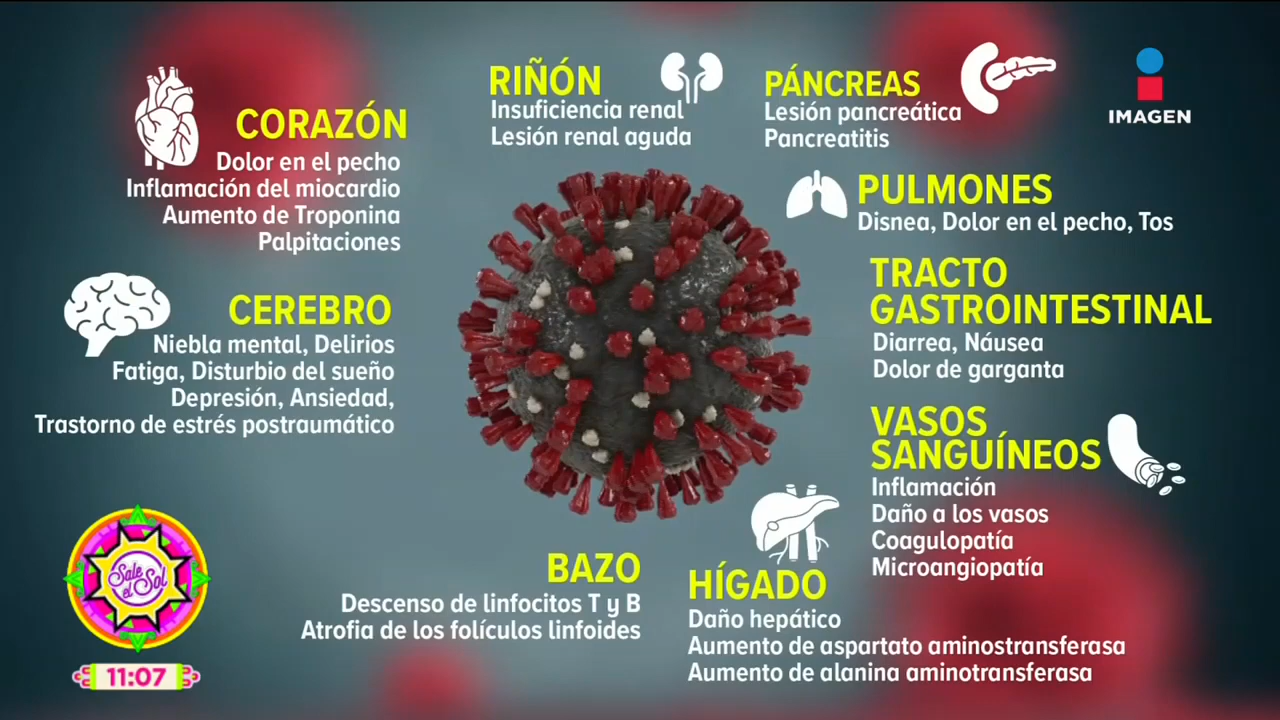 CORAZÓN
Dolor en el pecho
Inflamación del miocardio
Aumento de Troponina
Palpitaciones
RIÑÓN
Insuficiencia renal
Lesión renal aguda
PÁNCREAS
Lesión pancreática
Pancreatitis
IMAGEN
PULMONES
Disnea, Dolor en el pecho, Tos
CEREBRO
Niebla mental, Delirios
Fatiga, Disturbio del sueño
Depresión, Ansiedad,
Trastorno de estrés postraumático
TRACTO
GASTROINTESTINAL
Diarrea, Náusea
Dolor de garganta
VASOS
SANGUÍNEOS
Inflamación
Daño a los vasos
Coagulopatía
Microangiopatía
BAZO
Descenso de linfocitos T y B
Atrofia de los folículos linfoides
HÍGADO
Daño hepático
Aumento de aspartato aminostransferasa
Aumento de alanina aminotransferasa
Sale
el Sol
11:07